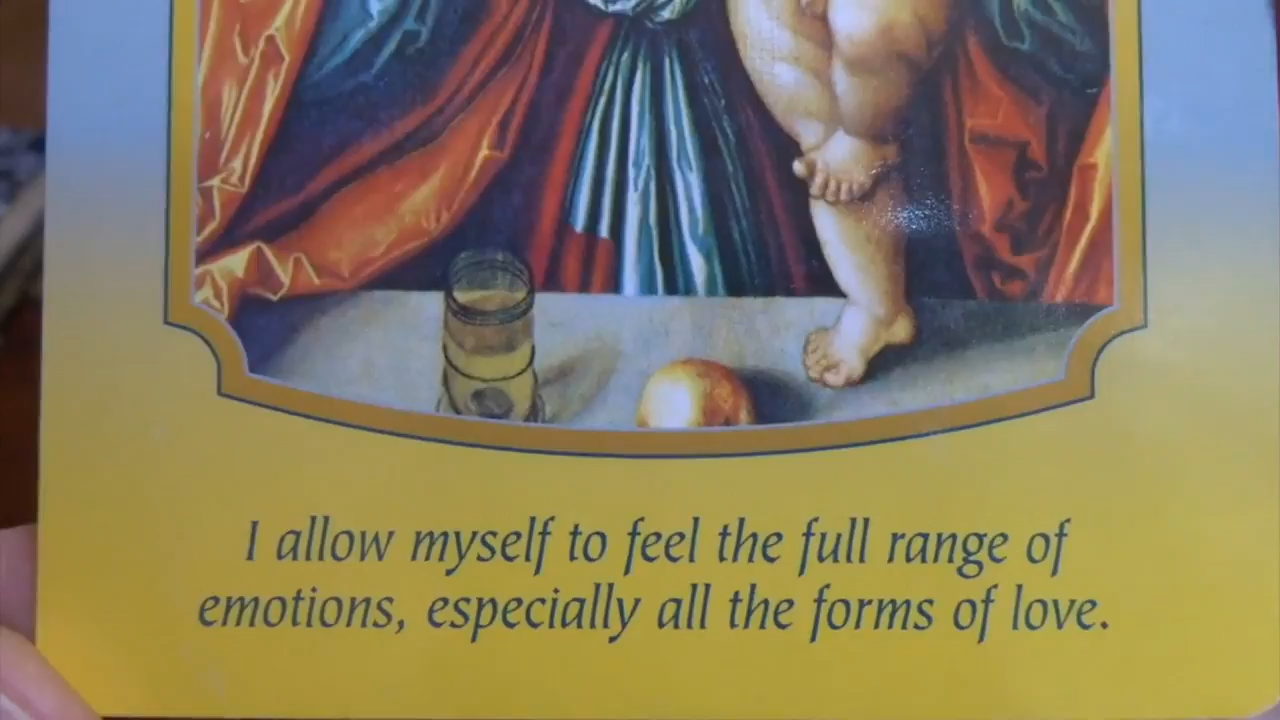 I allow myself to feel the full range of
emotions, especially all the forms of love.